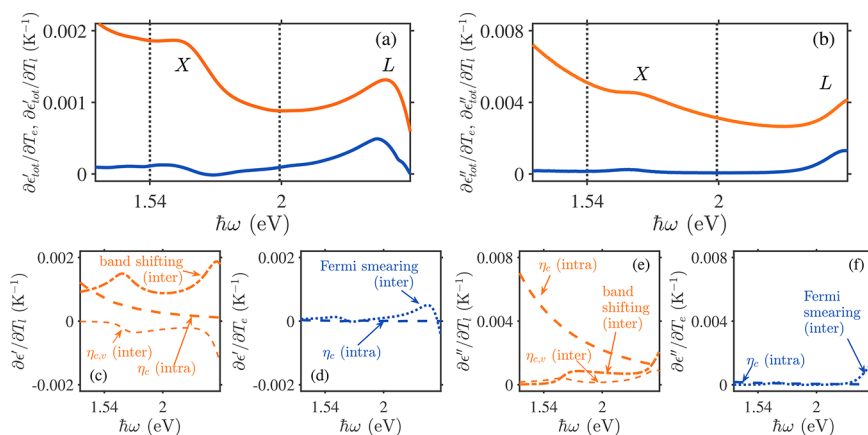 0.002
0.001
0
∂ϵ′tot/∂Te, ∂ϵ′tot/∂Tl (K⁻¹)
(a)
X
L
1.54
2
ħω (eV)
0.008
0.004
0
∂ϵ″tot/∂Te, ∂ϵ″tot/∂Tl (K⁻¹)
(b)
X
L
1.54
2
ħω (eV)
0.002
0
-0.002
∂ϵ′/∂Tl (K⁻¹)
band shifting
(inter)
ηc,v (inter)
ηc (intra)
(c)
1.54
2
ħω (eV)
0.002
0
-0.002
∂ϵ′/∂Te (K⁻¹)
Fermi smearing
(inter)
ηc (intra)
(d)
1.54
2
ħω (eV)
0.008
0.004
0
∂ϵ″/∂Tl (K⁻¹)
(e)
ηc (intra)
band
shifting
(inter)
ηc,v (inter)
1.54
2
ħω (eV)
0.008
0.004
0
∂ϵ″/∂Te (K⁻¹)
(f)
Fermi
smearing
(inter)
ηc (intra)
1.54
2
ħω (eV)